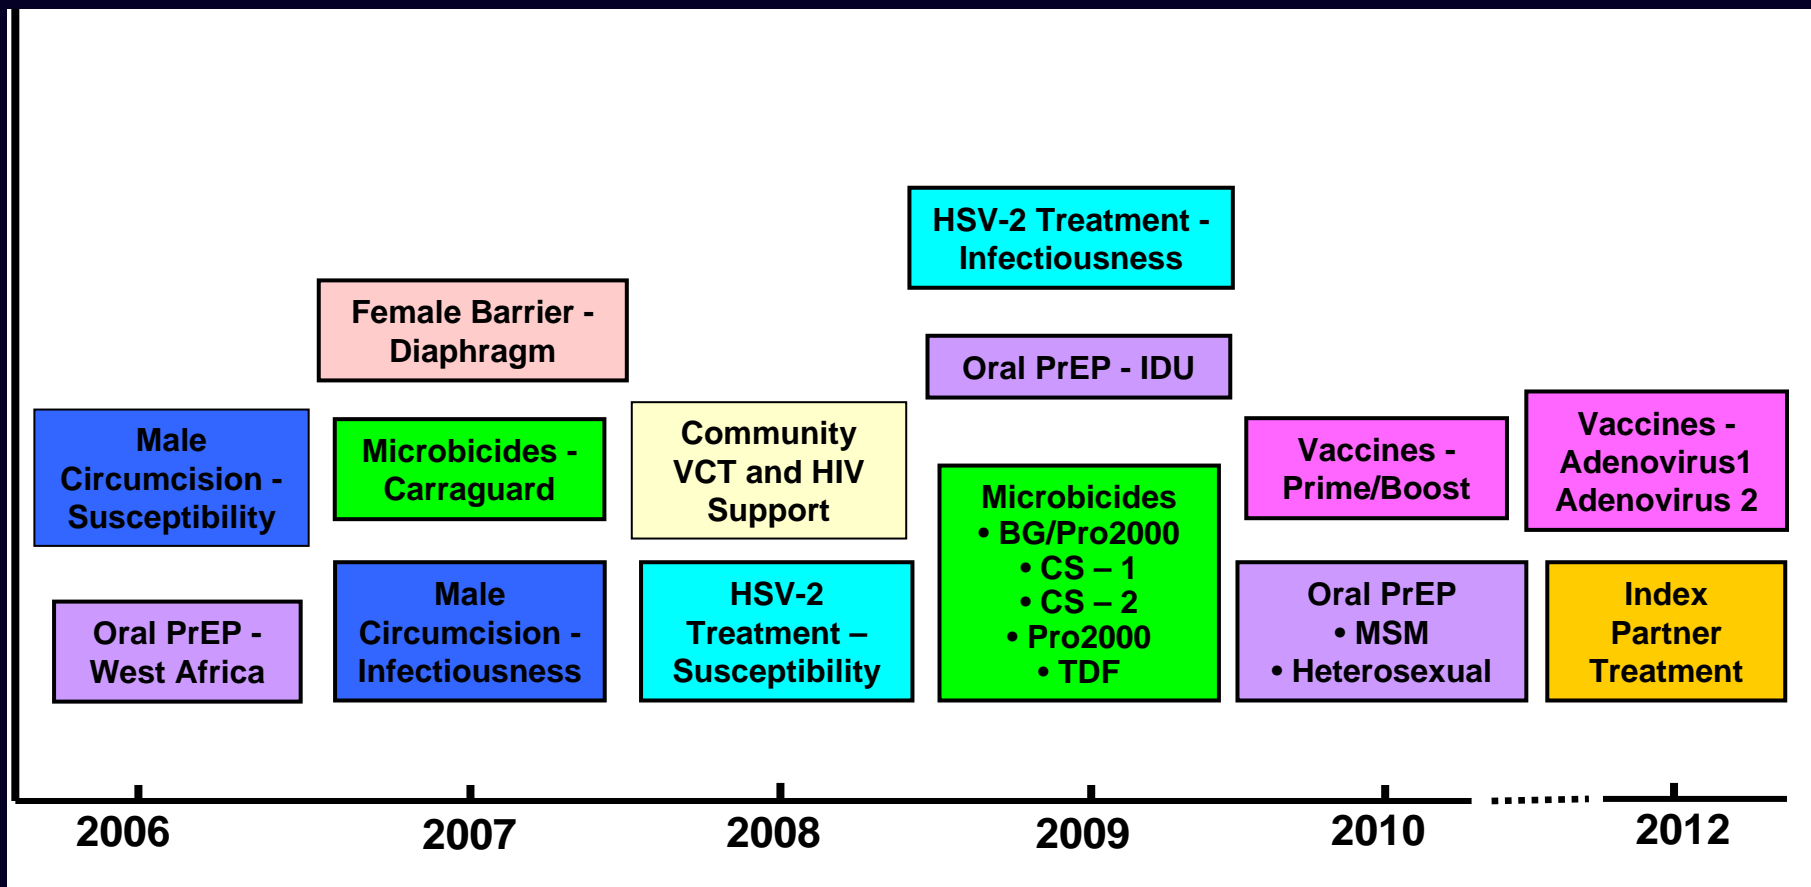 Male
Circumcision -
Susceptibility
Oral PrEP -
West Africa
Female Barrier -
Diaphragm
Microbicides -
Carraguard
Male
Circumcision -
Infectiousness
Community
VCT and HIV
Support
HSV-2
Treatment –
Susceptibility
HSV-2 Treatment -
Infectiousness
Oral PrEP - IDU
Microbicides
• BG/Pro2000
• CS – 1
• CS – 2
• Pro2000
• TDF
Vaccines -
Prime/Boost
Oral PrEP
• MSM
• Heterosexual
Vaccines -
Adenovirus1
Adenovirus 2
Index
Partner
Treatment
2006
2007
2008
2009
2010
2012